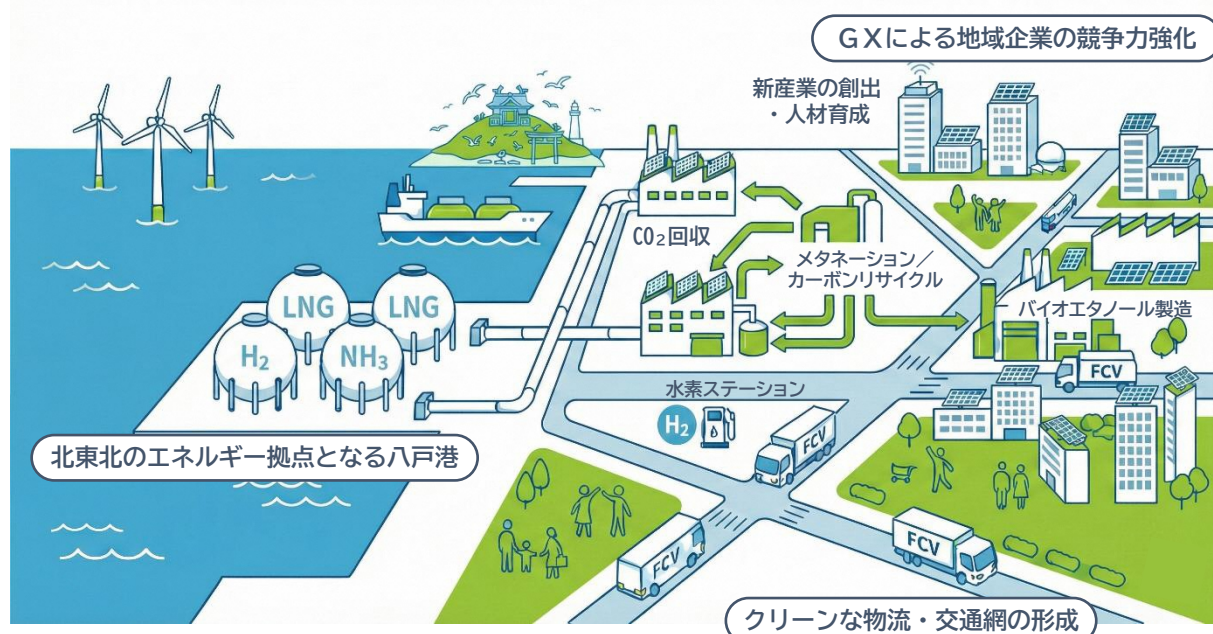 GXによる地域企業の競争力強化
新産業の創出
・人材育成
CO₂回収
メタネーション/
カーボンリサイクル
バイオエタノール製造
LNG
LNG
H₂
NH₃
FCV
水素ステーション
H₂
FCV
北東北のエネルギー拠点となる八戸港
FCV
FCV
クリーンな物流・交通網の形成